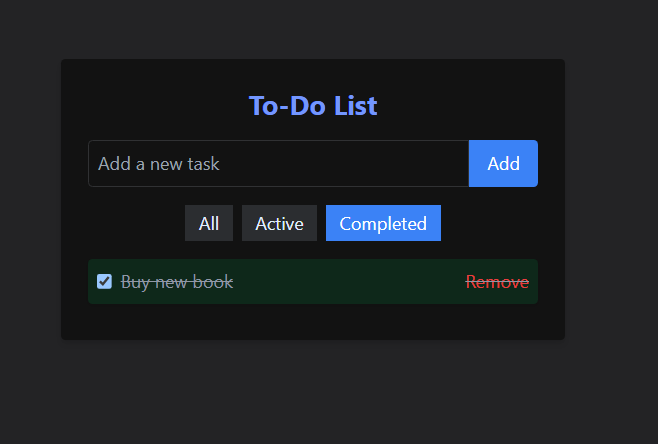 To-Do List
Add a new task Add
All Active Completed
Buy new book Remove